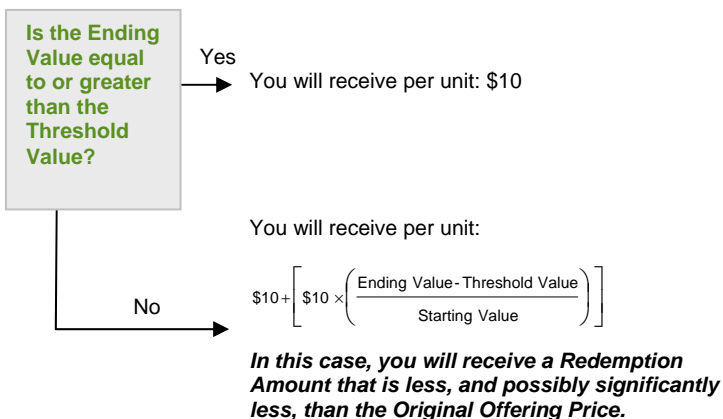 Is the Ending
Value equal
to or greater
than the
Threshold
Value?
Yes
You will receive per unit: $10
You will receive per unit:
$10+[$10 ×(Ending Value-Threshold Value
Starting Value)]
No
In this case, you will receive a Redemption
Amount that is less, and possibly significantly
less, than the Original Offering Price.